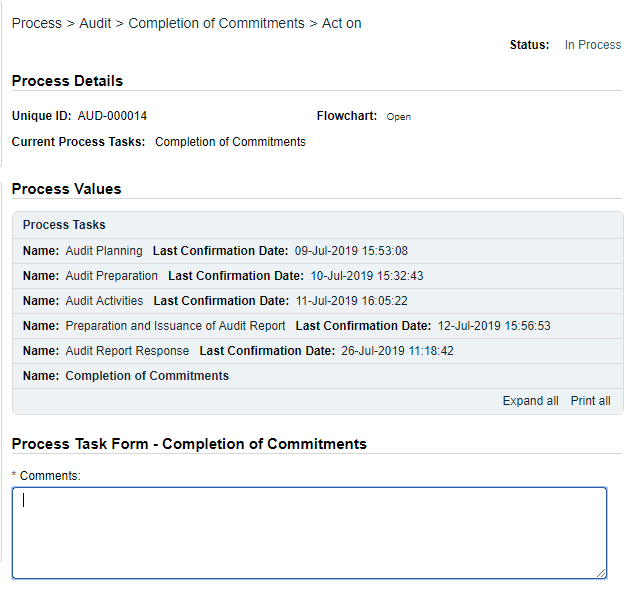 Process > Audit > Completion of Commitments > Act on
Status: In Process
Process Details
Unique ID: AUD-000014 Flowchart: Open
Current Process Tasks: Completion of Commitments
Process Values
Process Tasks
Name: Audit Planning Last Confirmation Date: 09-Jul-2019 15:53:08
Name: Audit Preparation Last Confirmation Date: 10-Jul-2019 15:32:43
Name: Audit Activities Last Confirmation Date: 11-Jul-2019 16:05:22
Name: Preparation and Issuance of Audit Report Last Confirmation Date: 12-Jul-2019 15:56:53
Name: Audit Report Response Last Confirmation Date: 26-Jul-2019 11:18:42
Name: Completion of Commitments
Expand all Print all
Process Task Form - Completion of Commitments
* Comments: